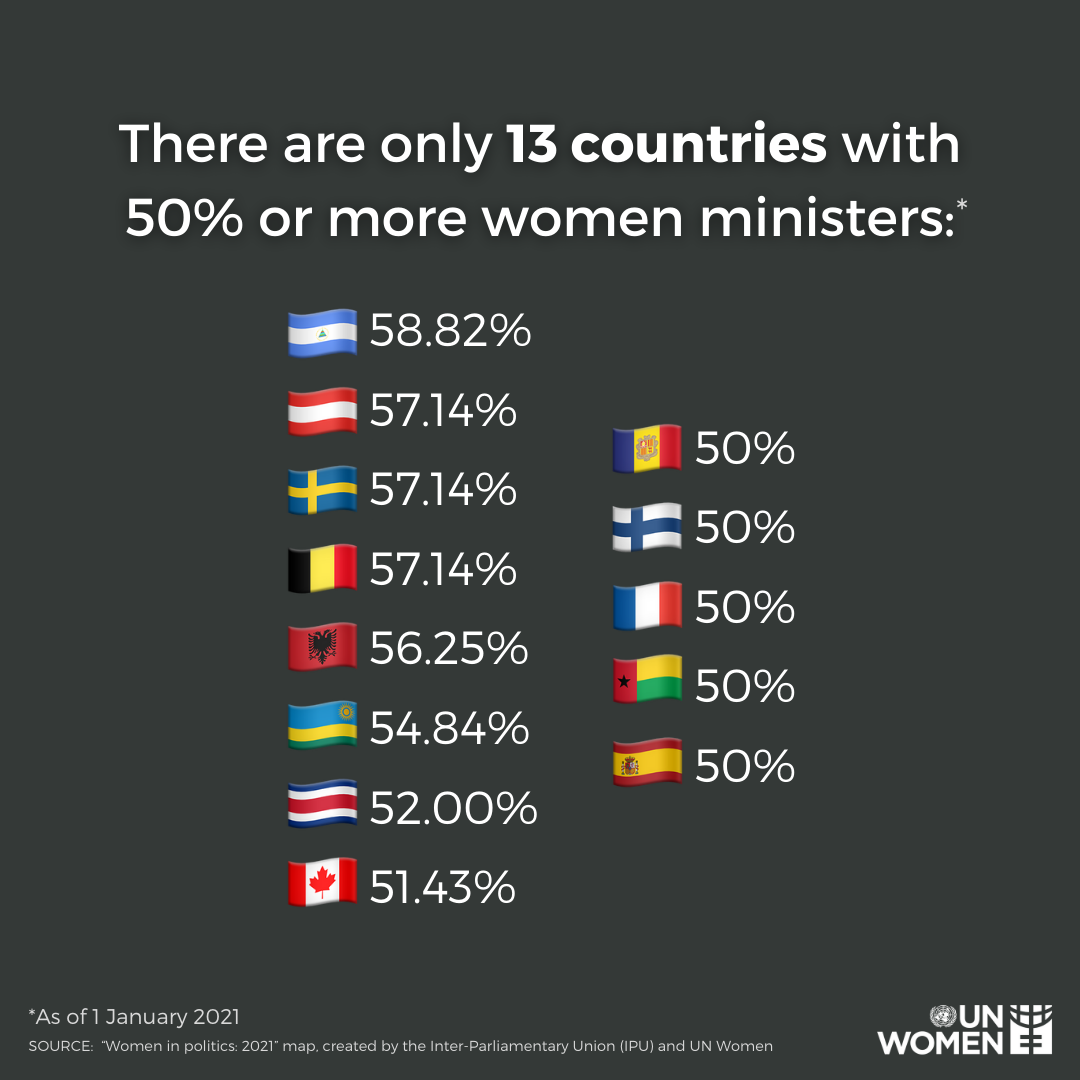 There are only 13 countries with
50% or more women ministers:*
58.82%
57.14%
57.14%
57.14%
56.25%
54.84%
52.00%
51.43%
50%
50%
50%
50%
50%
*As of 1 January 2021
SOURCE: “Women in politics: 2021” map, created by the Inter-Parliamentary Union (IPU) and UN Women
UN
WOMEN